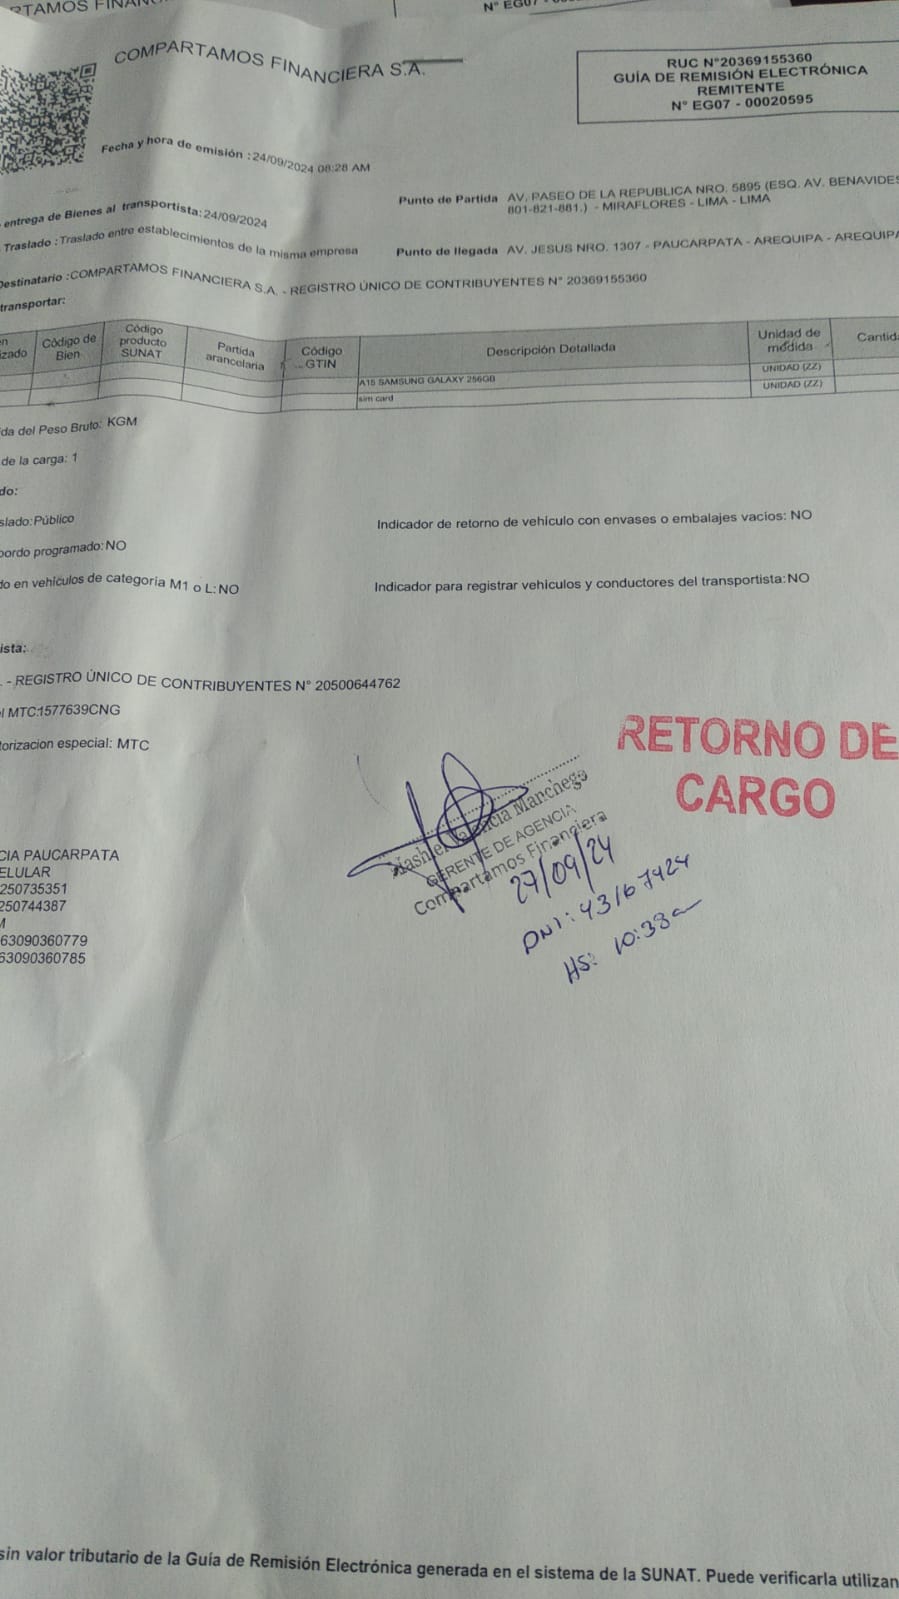 RTAMOS FINAN
N° EG07
COMPARTAMOS FINANCIERA S.A.
RUC N°20369155360
GUÍA DE REMISIÓN ELECTRÓNICA
REMITENTE
N° EG07 - 00020595
Fecha y hora de emisión :24/09/2024 08:28 AM
entrega de Bienes al transportista:24/09/2024
Punto de Partida AV. PASEO DE LA REPUBLICA NRO. 5895 (ESQ. AV. BENAVIDES
801-821-881.) - MIRAFLORES - LIMA - LIMA
Traslado :Traslado entre establecimientos de la misma empresa
Punto de llegada AV. JESUS NRO. 1307 - PAUCARPATA - AREQUIPA - AREQUIPA
Destinatario :COMPARTAMOS FINANCIERA S.A. - REGISTRO ÚNICO DE CONTRIBUYENTES N° 20369155360
transportar:
en
izado
Código de
Bien
Código
producto
SUNAT
Partida
arancelaria
Código
GTIN
Descripción Detallada
Unidad de
medida
Cantid
A15 SAMSUNG GALAXY 256GB UNIDAD (ZZ)
sim card UNIDAD (ZZ)
da del Peso Bruto: KGM
de la carga: 1
do:
slado:Público
Indicador de retorno de vehículo con envases o embalajes vacíos: NO
bordo programado:NO
do en vehículos de categoría M1 o L:NO
Indicador para registrar vehículos y conductores del transportista:NO
ista:
. - REGISTRO ÚNICO DE CONTRIBUYENTES N° 20500644762
l MTC:1577639CNG
torizacion especial: MTC
RETORNO DE
CARGO
Valencia Manchego
GERENTE DE AGENCIA
Compartamos Financiera
27/09/24
DNI: 43167424
HS: 10:38a
CIA PAUCARPATA
ELULAR
250735351
250744387
M
63090360779
63090360785
sin valor tributario de la Guía de Remisión Electrónica generada en el sistema de la SUNAT. Puede verificarla utilizan